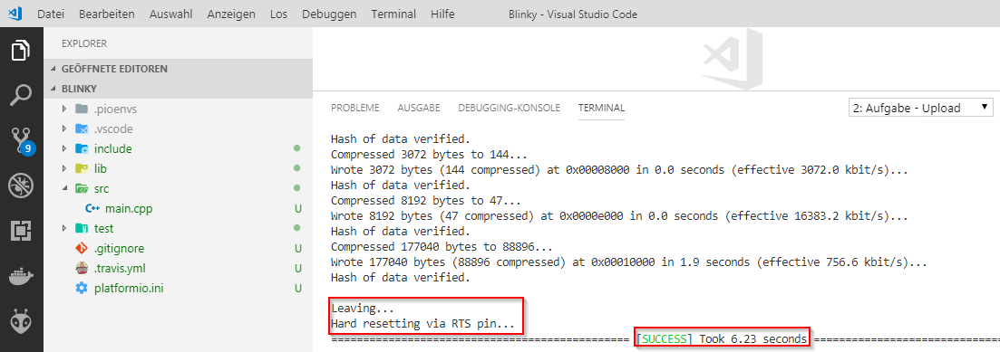 Datei Bearbeiten Auswahl Anzeigen Los Debuggen Terminal Hilfe Blinky - Visual Studio Code
EXPLORER
GEÖFFNETE EDITOREN
BLINKY
.pioenvs
.vscode
include
lib
src
main.cpp U
test
.gitignore U
.travis.yml U
platformio.ini U
9
PROBLEME AUSGABE DEBUGGING-KONSOLE TERMINAL 2: Aufgabe - Upload
Hash of data verified.
Compressed 3072 bytes to 144...
Wrote 3072 bytes (144 compressed) at 0x00008000 in 0.0 seconds (effective 3072.0 kbit/s)...
Hash of data verified.
Compressed 8192 bytes to 47...
Wrote 8192 bytes (47 compressed) at 0x0000e000 in 0.0 seconds (effective 16383.2 kbit/s)...
Hash of data verified.
Compressed 177040 bytes to 88896...
Wrote 177040 bytes (88896 compressed) at 0x00010000 in 1.9 seconds (effective 756.6 kbit/s)...
Hash of data verified.
Leaving...
Hard resetting via RTS pin...
[SUCCESS] Took 6.23 seconds